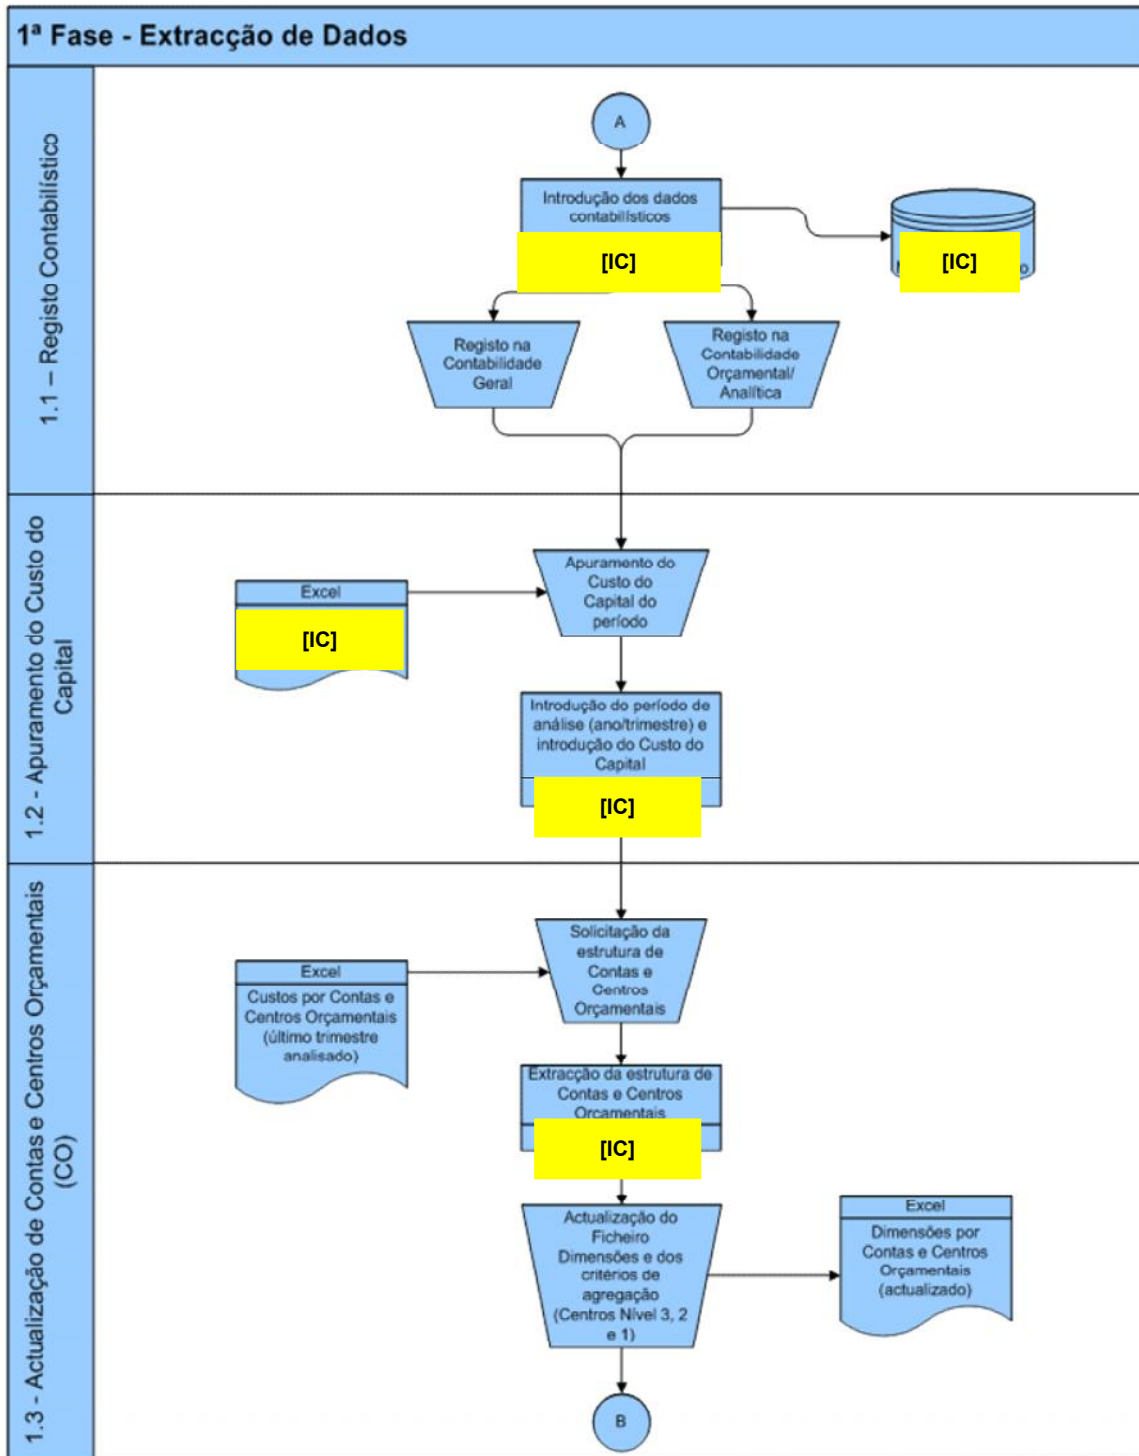 1ª Fase - Extracção de Dados
1.1 – Registo Contabilístico
A
Introdução dos dados
contabilísticos
[IC]
[IC]
Registo na
Contabilidade
Geral
Registo na
Contabilidade
Orçamental/
Analítica
1.2 - Apuramento do Custo do
Capital
Apuramento do
Custo do
Capital do
período
Excel
[IC]
Introdução do período de
análise (ano/trimestre) e
introdução do Custo do
Capital
[IC]
1.3 - Actualização de Contas e Centros Orçamentais
(CO)
Solicitação da
estrutura de
Contas e
Centros
Orçamentais
Excel
Custos por Contas e
Centros Orçamentais
(último trimestre
analisado)
Extracção da estrutura de
Contas e Centros
Orcamentais
[IC]
Actualização do
Ficheiro
Dimensões e dos
critérios de
agregação
(Centros Nível 3, 2
e 1)
Excel
Dimensões por
Contas e Centros
Orçamentais
(actualizado)
B